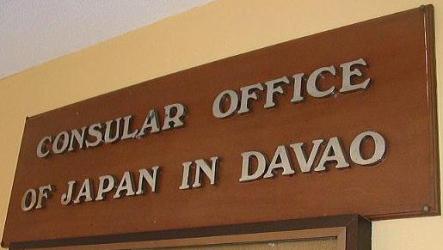 CONSULAR OFFICE
OF JAPAN IN DAVAO